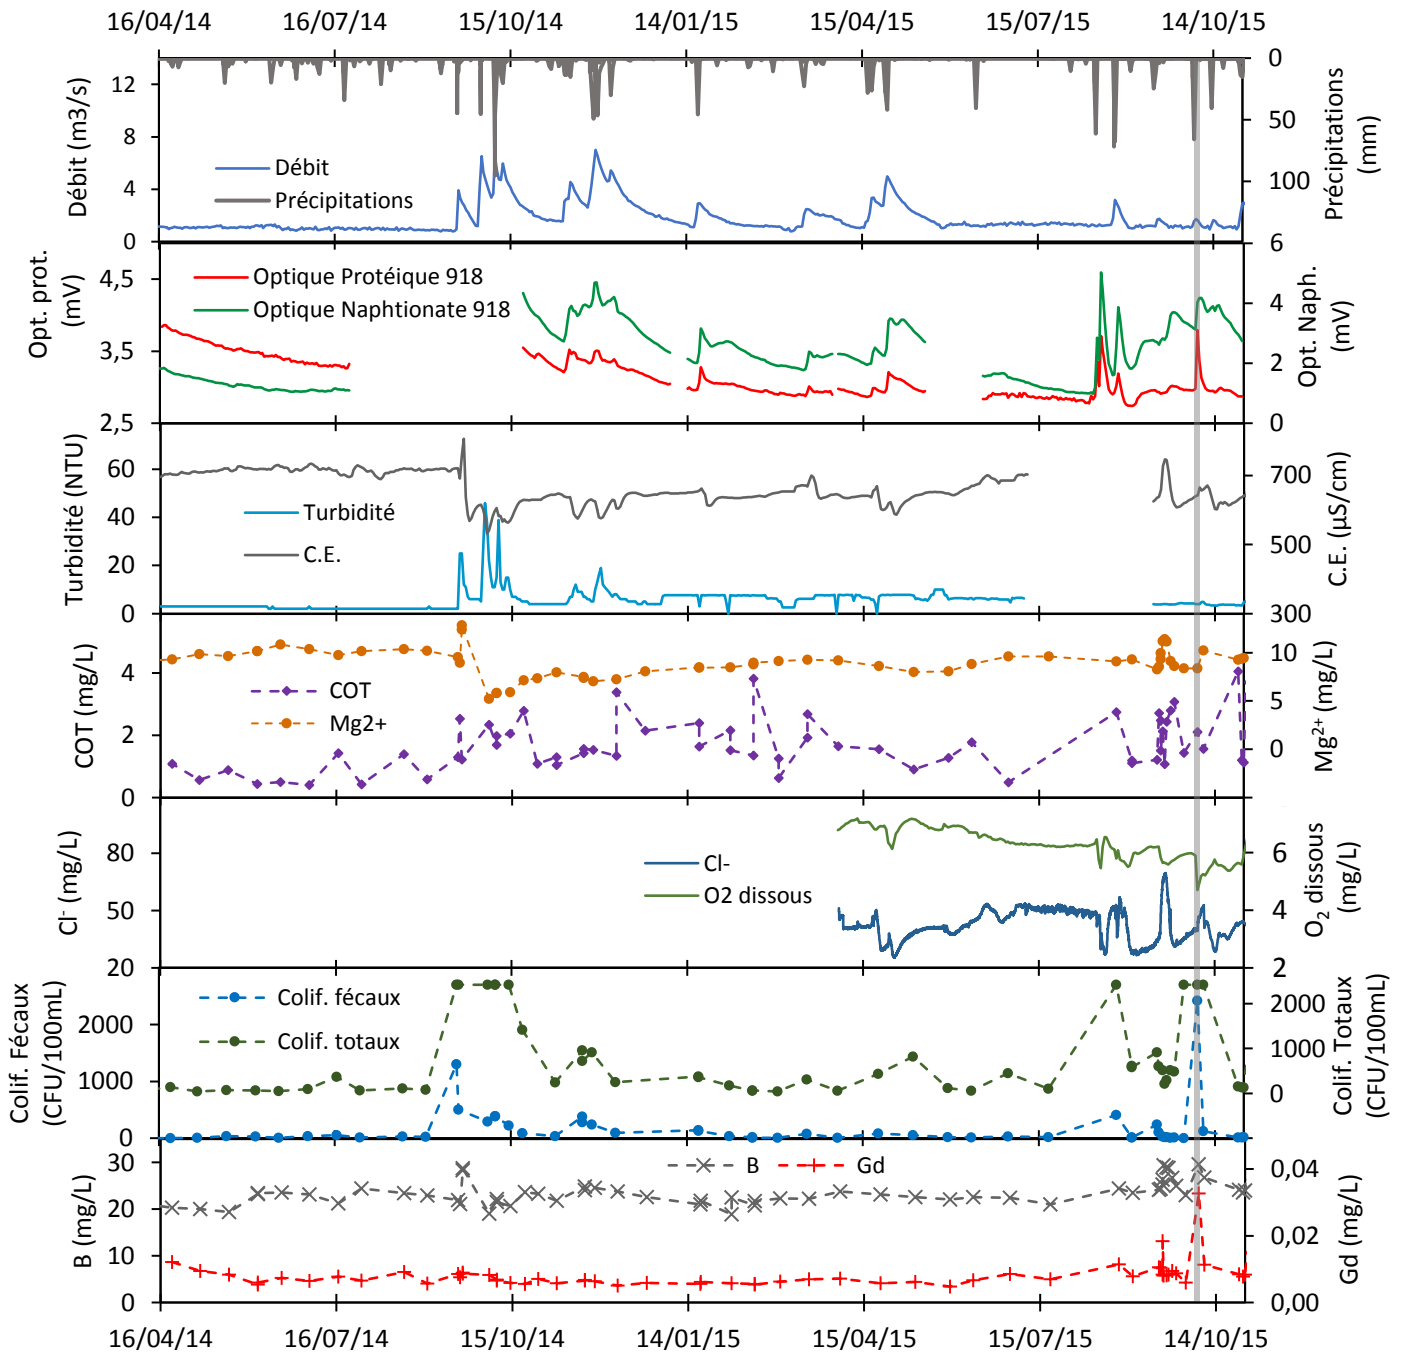 16/04/14 16/07/14 15/10/14 14/01/15 15/04/15 15/07/15 14/10/15
Débit (m3/s)
12
8
4
0
Débit
Précipitations
0
50
100
Précipitations
(mm)
6
Opt. prot.
(mV)
4,5
3,5
2,5
Optique Protéique 918
Optique Naphtionate 918
4
2
0
Opt. Naph.
(mV)
Turbidité (NTU)
60
40
20
0
Turbidité
C.E.
700
500
300
C.E. (µS/cm)
COT (mg/L)
4
2
0
COT
Mg2+
10
5
0
Mg²⁺ (mg/L)
Cl⁻ (mg/L)
80
50
20
Cl-
O2 dissous
6
4
2
O₂ dissous
(mg/L)
Colif. Fécaux
(CFU/100mL)
2000
1000
0
Colif. fécaux
Colif. totaux
2
2000
1000
0
Colif. Totaux
(CFU/100mL)
B (mg/L)
30
20
10
0
B
Gd
0,04
0,02
0,00
Gd (mg/L)
16/04/14 16/07/14 15/10/14 14/01/15 15/04/15 15/07/15 14/10/15